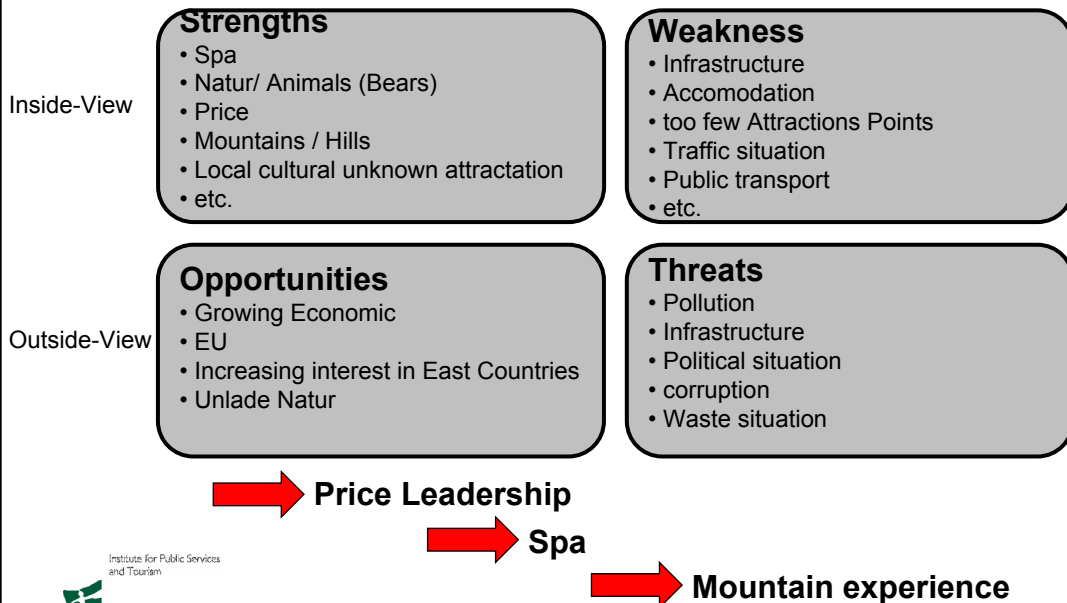 Strengths
• Spa
• Natur/ Animals (Bears)
• Price
• Mountains / Hills
• Local cultural unknown attractation
• etc.
Weakness
• Infrastructure
• Accomodation
• too few Attractions Points
• Traffic situation
• Public transport
• etc.
Inside-View
Opportunities
• Growing Economic
• EU
• Increasing interest in East Countries
• Unlade Natur
Threats
• Pollution
• Infrastructure
• Political situation
• corruption
• Waste situation
Outside-View
Price Leadership
Spa
Mountain experience
Institute for Public Services
and Tourism